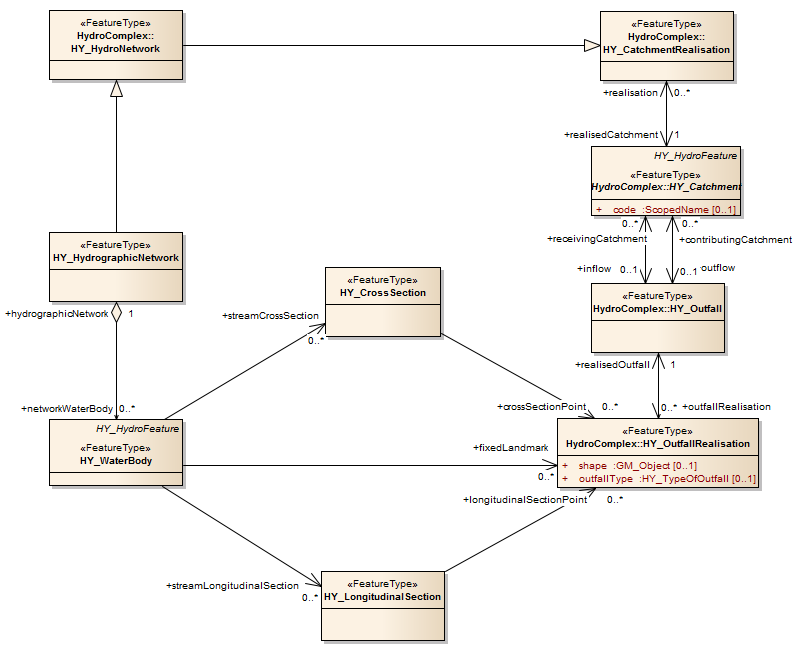 «FeatureType»
HydroComplex::
HY_HydroNetwork
«FeatureType»
HydroComplex::
HY_CatchmentRealisation
+realisation
0..*
+realisedCatchment
1
HY_HydroFeature
«FeatureType»
HydroComplex::HY_Catchment
+ code :ScopedName [0..1]
0..*
0..*
+receivingCatchment
+contributingCatchment
+inflow
0..1
0..1
outflow
«FeatureType»
HY_HydrographicNetwork
+hydrographicNetwork
1
«FeatureType»
HY_CrossSection
+streamCrossSection
0..*
«FeatureType»
HydroComplex::HY_Outfall
+realisedOutfall
1
+networkWaterBody
0..*
+crossSectionPoint
0..*
0..*
+outfallRealisation
HY_HydroFeature
«FeatureType»
HY_WaterBody
+fixedLandmark
0..*
«FeatureType»
HydroComplex::HY_OutfallRealisation
+ shape :GM_Object [0..1]
+ outfallType :HY_TypeOfOutfall [0..1]
+longitudinalSectionPoint
0..*
+streamLongitudinalSection
0..*
«FeatureType»
HY_LongitudinalSection